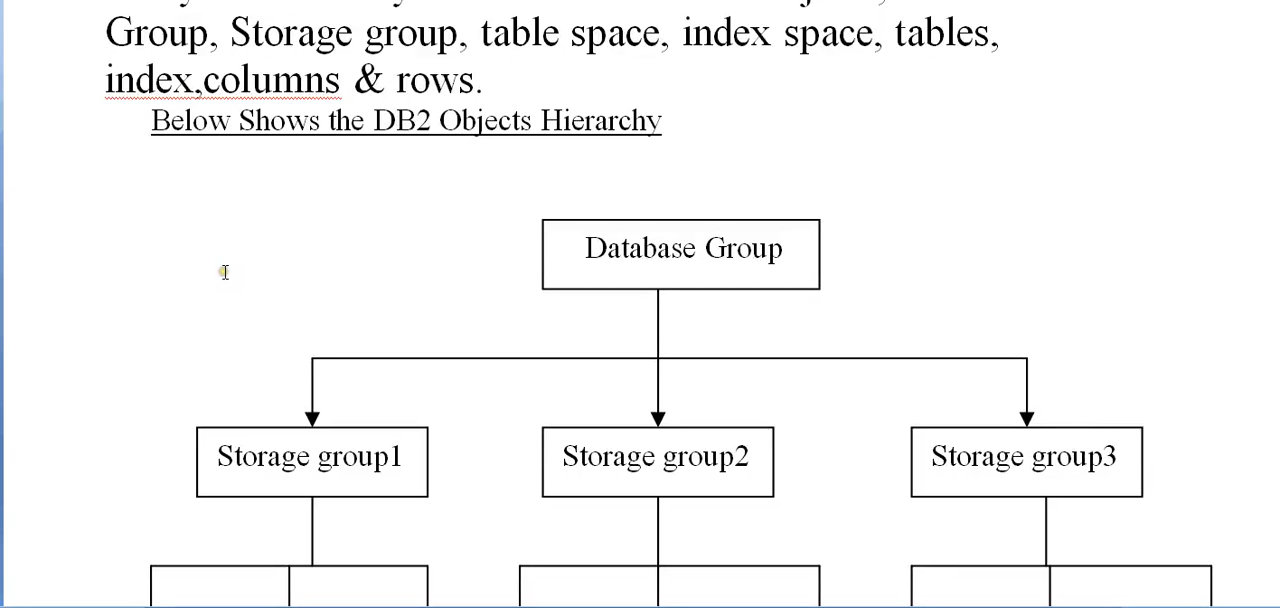 Group, Storage group, table space, index space, tables,
index,columns & rows.
Below Shows the DB2 Objects Hierarchy
Database Group
Storage group1
Storage group2
Storage group3